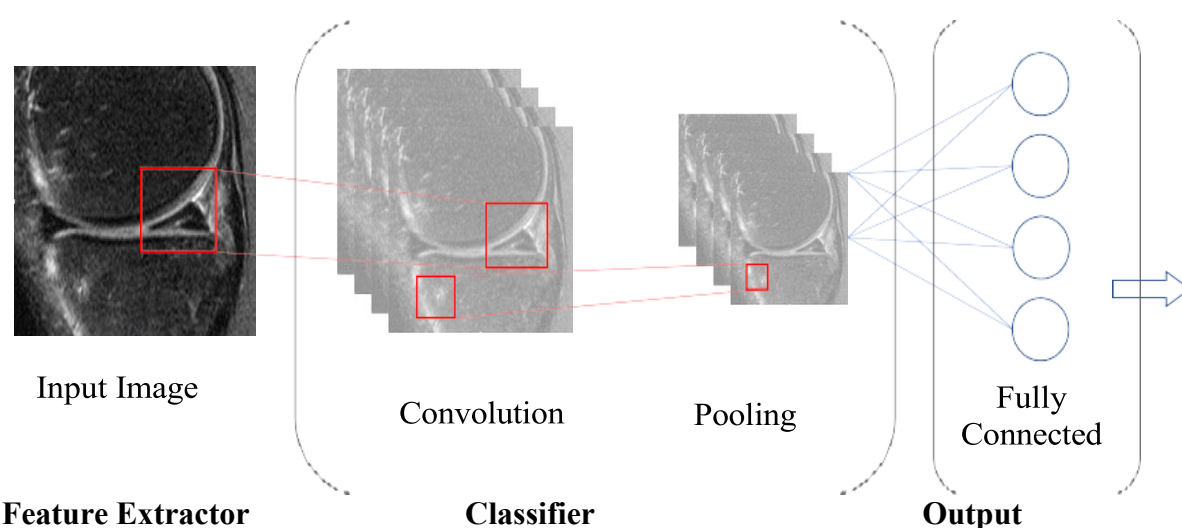 Input Image
Convolution
Pooling
Fully
Connected
Feature Extractor
Classifier
Output